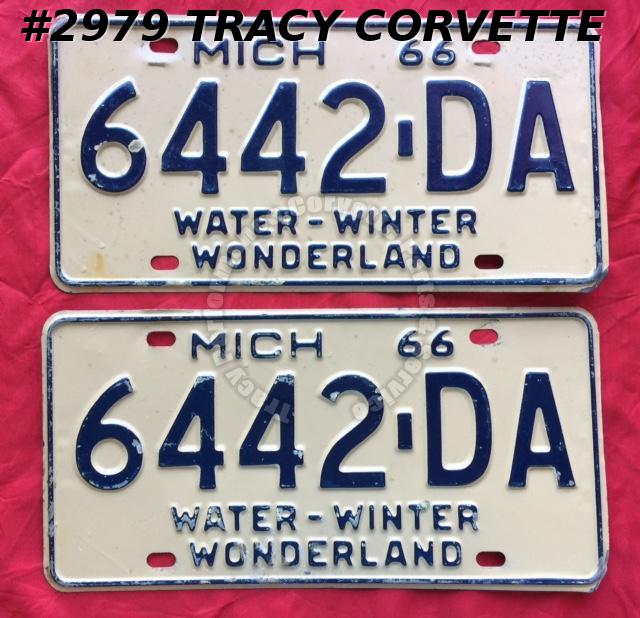 #2979 TRACY CORVETTE
MICH 66
6442-DA
WATER-WINTER
WONDERLAND
MICH 66
6442-DA
WATER-WINTER
WONDERLAND